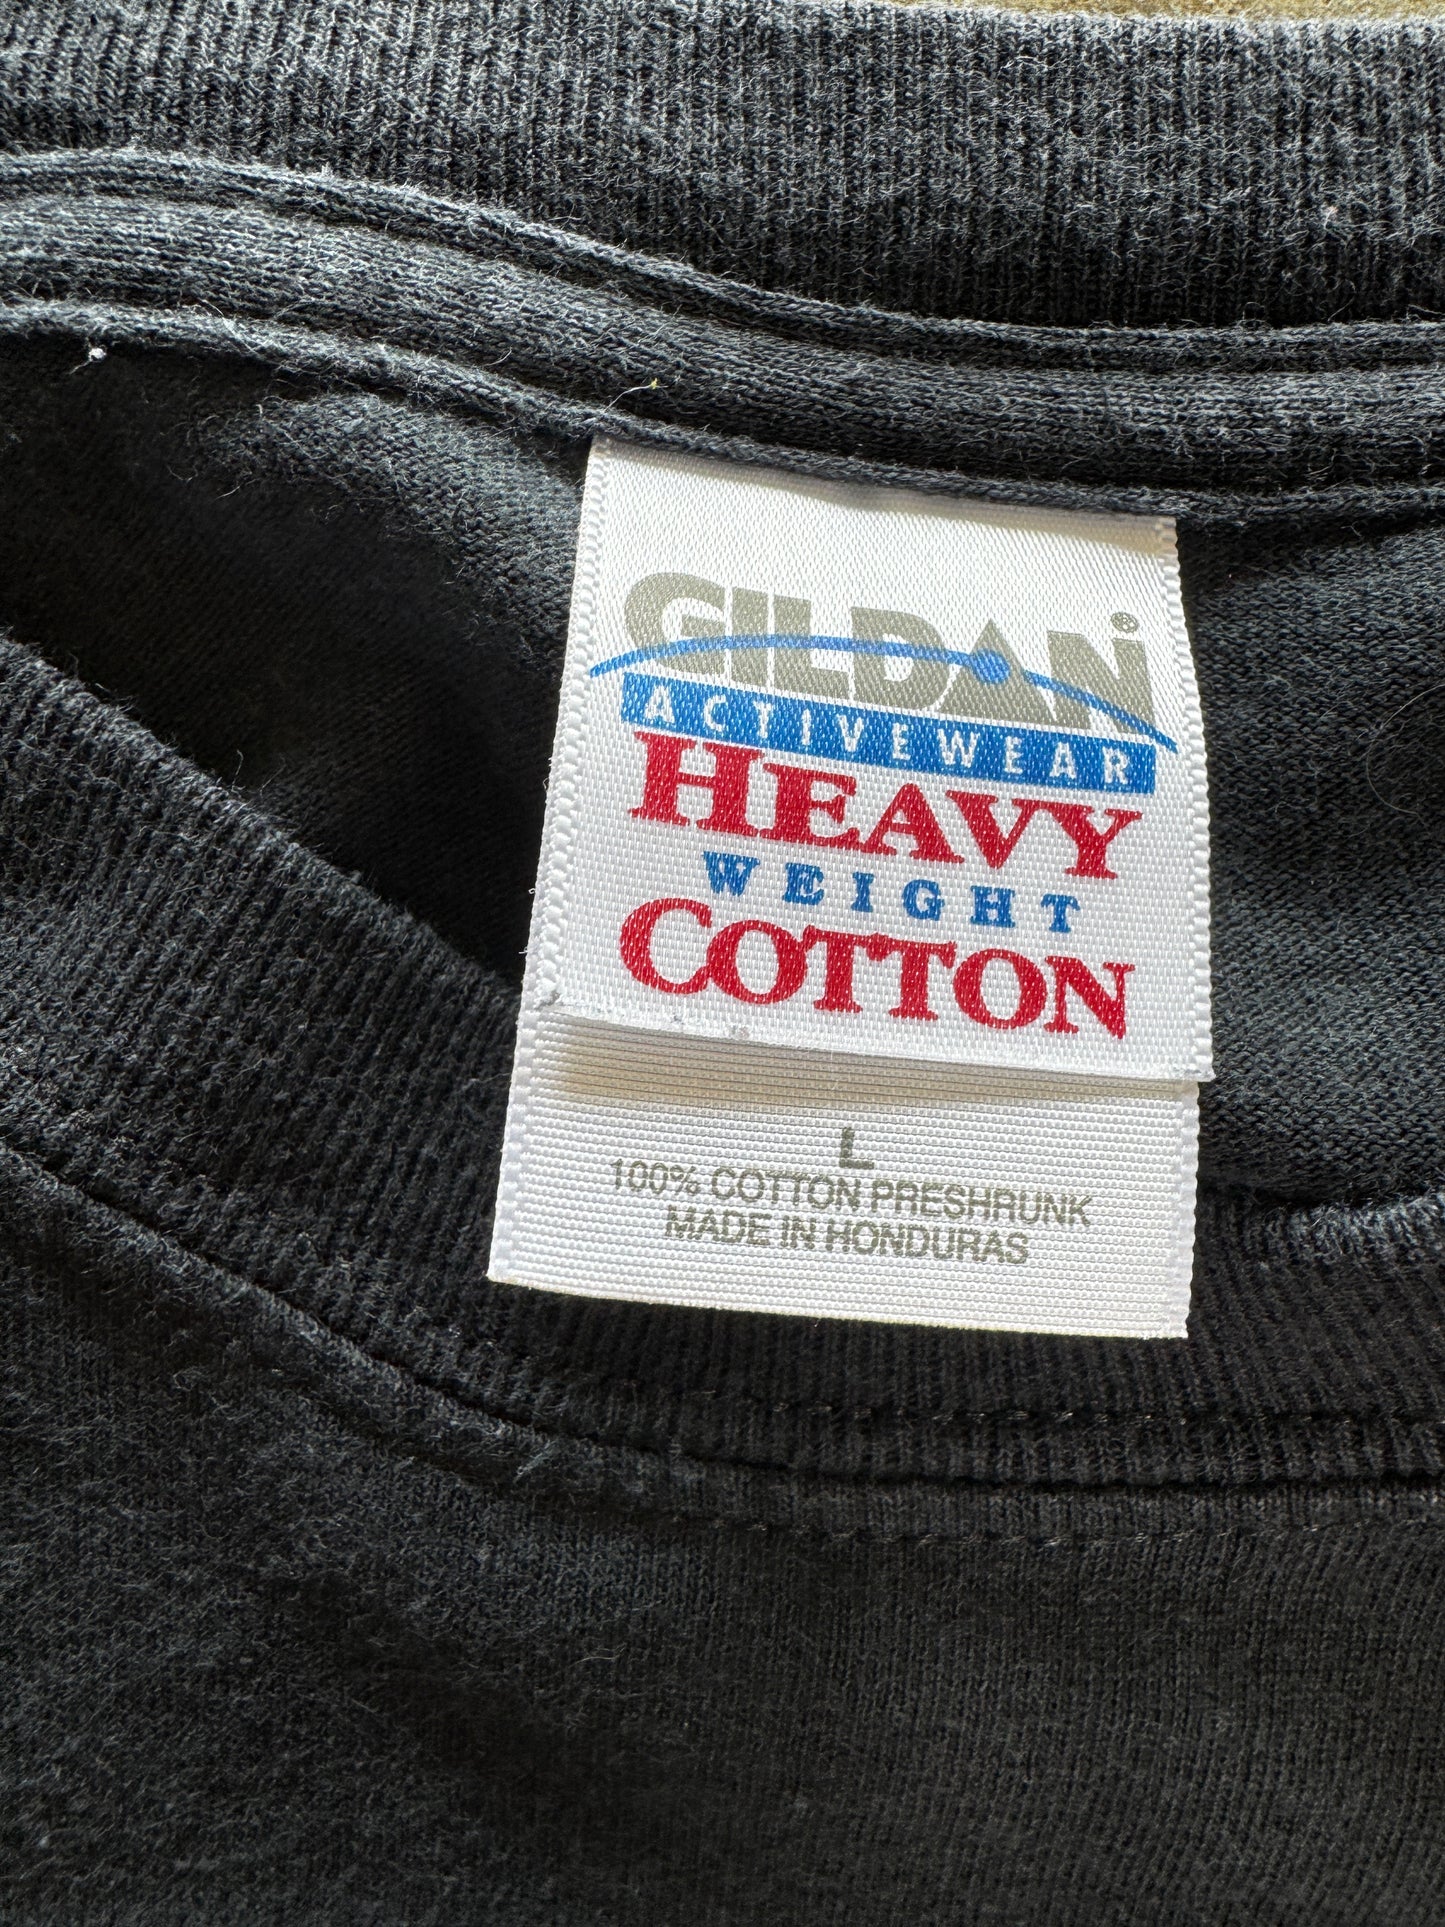 GILDAN®
ACTIVEWEAR
HEAVY
WEIGHT
COTTON
L
100% COTTON PRESHRUNK
MADE IN HONDURAS